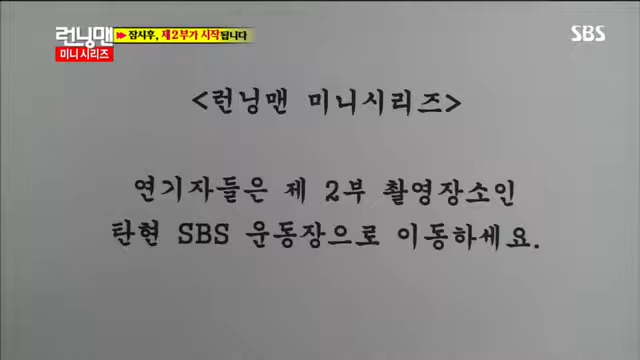 런닝맨
미니시리즈
잠시후, 제2부가 시작됩니다
SBS
<런닝맨 미니시리즈>
연기자들은 제 2부 촬영장소인
탄현 SBS 운동장으로 이동하세요.